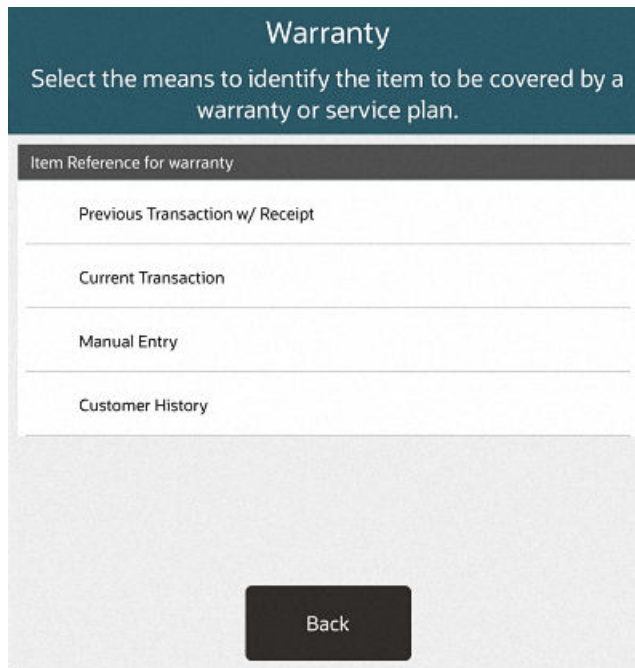 Warranty
Select the means to identify the item to be covered by a
warranty or service plan.
Item Reference for warranty
Previous Transaction w/ Receipt
Current Transaction
Manual Entry
Customer History
Back